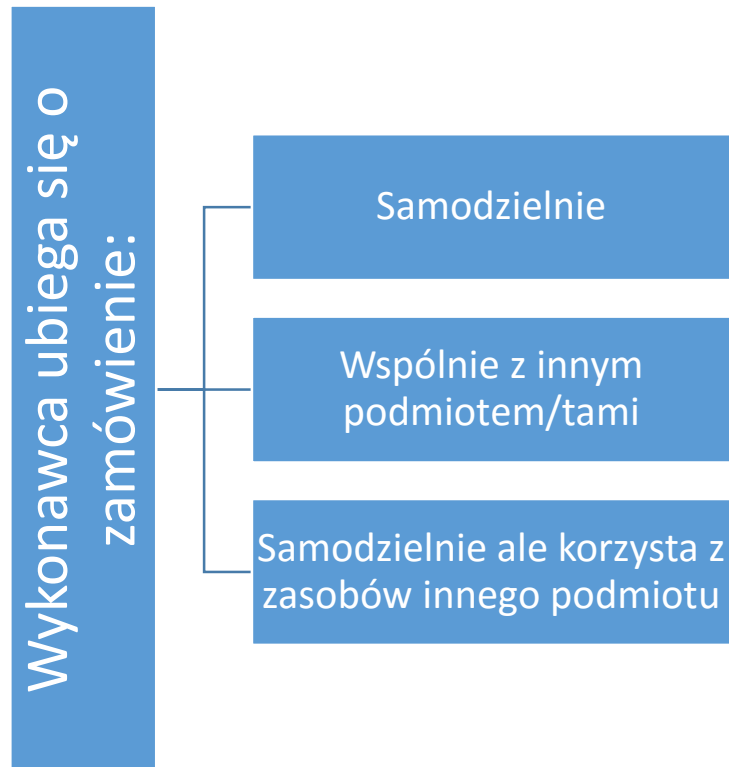 Wykonawca ubiega się o
zamówienie:
Samodzielnie
Wspólnie z innym
podmiotem/tami
Samodzielnie ale korzysta z
zasobów innego podmiotu